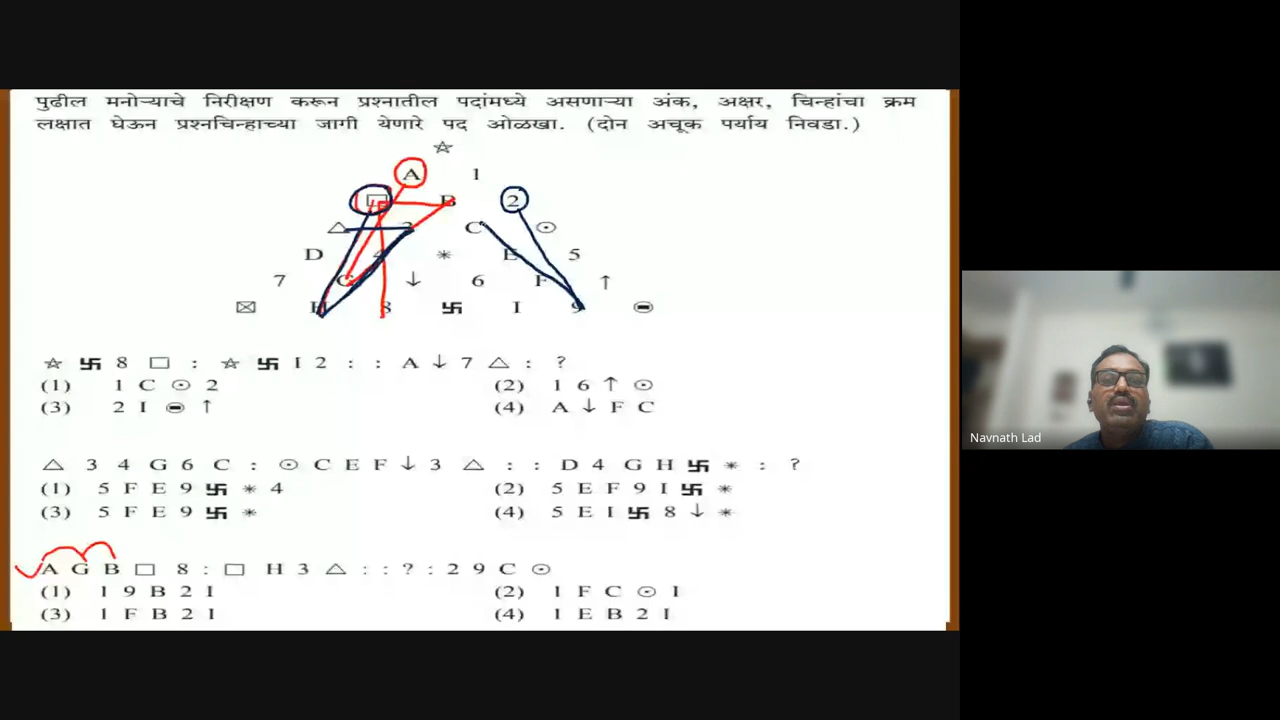 पुढील मनोऱ्याचे निरीक्षण करून प्रश्नातील पदांमध्ये असणाऱ्या अंक, अक्षर, चिन्हांचा क्रम
लक्षात घेऊन प्रश्नचिन्हाच्या जागी येणारे पद ओळखा. (दोन अचूक पर्याय निवडा.)
☆
A 1
□ B 2
△ 3 C ⊙
D 4 * E 5
7 G ↓ 6 F ↑
☒ H 8 卐 I 9 ⊖
☆ 卐 8 □ : ☆ 卐 I 2 : : A ↓ 7 △ : ?
(1) 1 C ⊙ 2 (2) 1 6 ↑ ⊙
(3) 2 I ⊖ ↑ (4) A ↓ F C
△ 3 4 G 6 C : ⊙ C E F ↓ 3 △ : : D 4 G H 卐 * : ?
(1) 5 F E 9 卐 * 4 (2) 5 E F 9 I 卐 *
(3) 5 F E 9 卐 * (4) 5 E I 卐 8 ↓ *
A G B □ 8 : □ H 3 △ : : ? : 2 9 C ⊙
(1) 1 9 B 2 I (2) 1 F C ⊙ I
(3) 1 F B 2 I (4) 1 E B 2 I
Navnath Lad